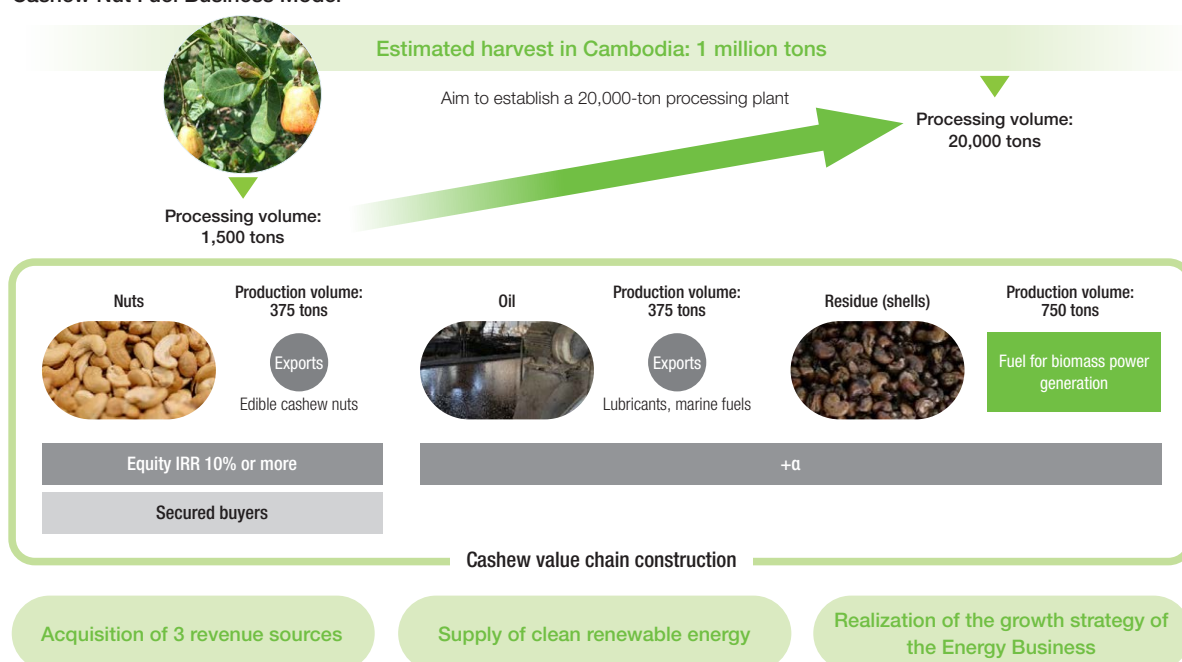 Estimated harvest in Cambodia: 1 million tons
Aim to establish a 20,000-ton processing plant
Processing volume:
20,000 tons
Processing volume:
1,500 tons
Nuts
Production volume:
375 tons
Exports
Edible cashew nuts
Oil
Production volume:
375 tons
Exports
Lubricants, marine fuels
Residue (shells)
Production volume:
750 tons
Fuel for biomass power
generation
Equity IRR 10% or more
+α
Secured buyers
Cashew value chain construction
Acquisition of 3 revenue sources
Supply of clean renewable energy
Realization of the growth strategy of
the Energy Business